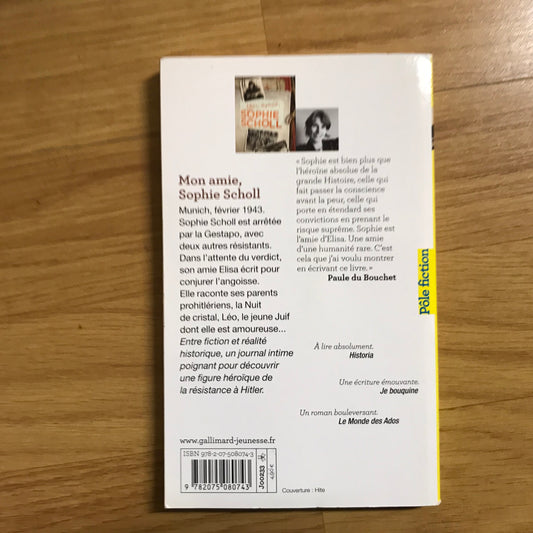 SOPHIE
SCHOLL
Mon amie,
Sophie Scholl
Munich, février 1943.
Sophie Scholl est arrêtée
par la Gestapo, avec
deux autres résistants.
Dans l'attente du verdict,
son amie Elisa écrit pour
conjurer l'angoisse.
Elle raconte ses parents
prohitlériens, la Nuit
de cristal, Léo, le jeune Juif
dont elle est amoureuse...
Entre fiction et réalité
historique, un journal intime
poignant pour découvrir
une figure héroïque de
la résistance à Hitler.
« Sophie est bien plus que
l'héroïne absolue de la
grande Histoire, celle qui
fait passer la conscience
avant la peur, celle qui
porte en étendard ses
convictions en prenant le
risque suprême. Sophie est
l'amie d'Elisa. Une amie
d'une humanité rare. C'est
cela que j'ai voulu montrer
en écrivant ce livre. »
Paule du Bouchet
À lire absolument.
Historia
Une écriture émouvante.
Je bouquine
Un roman bouleversant.
Le Monde des Ados
Pôle fiction
www.gallimard-jeunesse.fr
ISBN 978-2-07-508074-3
9 782075 080743
J00233
4,90 €
Couverture : Hite